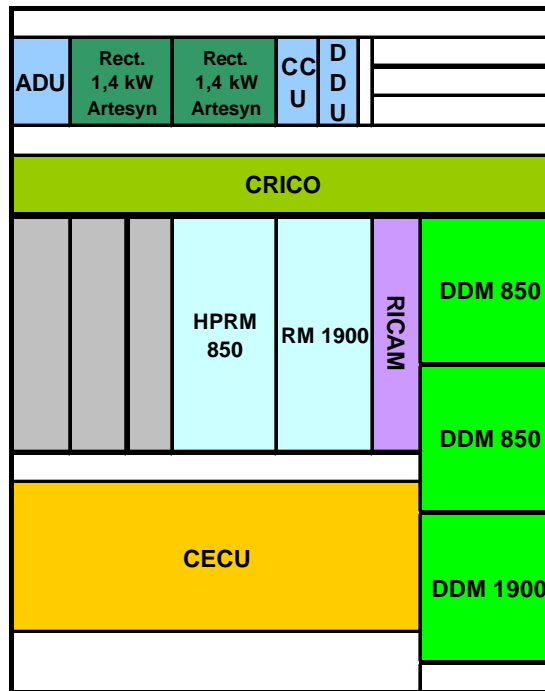 ADU
Rect.
1,4 kW
Artesyn
Rect.
1,4 kW
Artesyn
CC
U
D
D
U
CRICO
HPRM
850
RM 1900
RICAM
DDM 850
DDM 850
CECU
DDM 1900